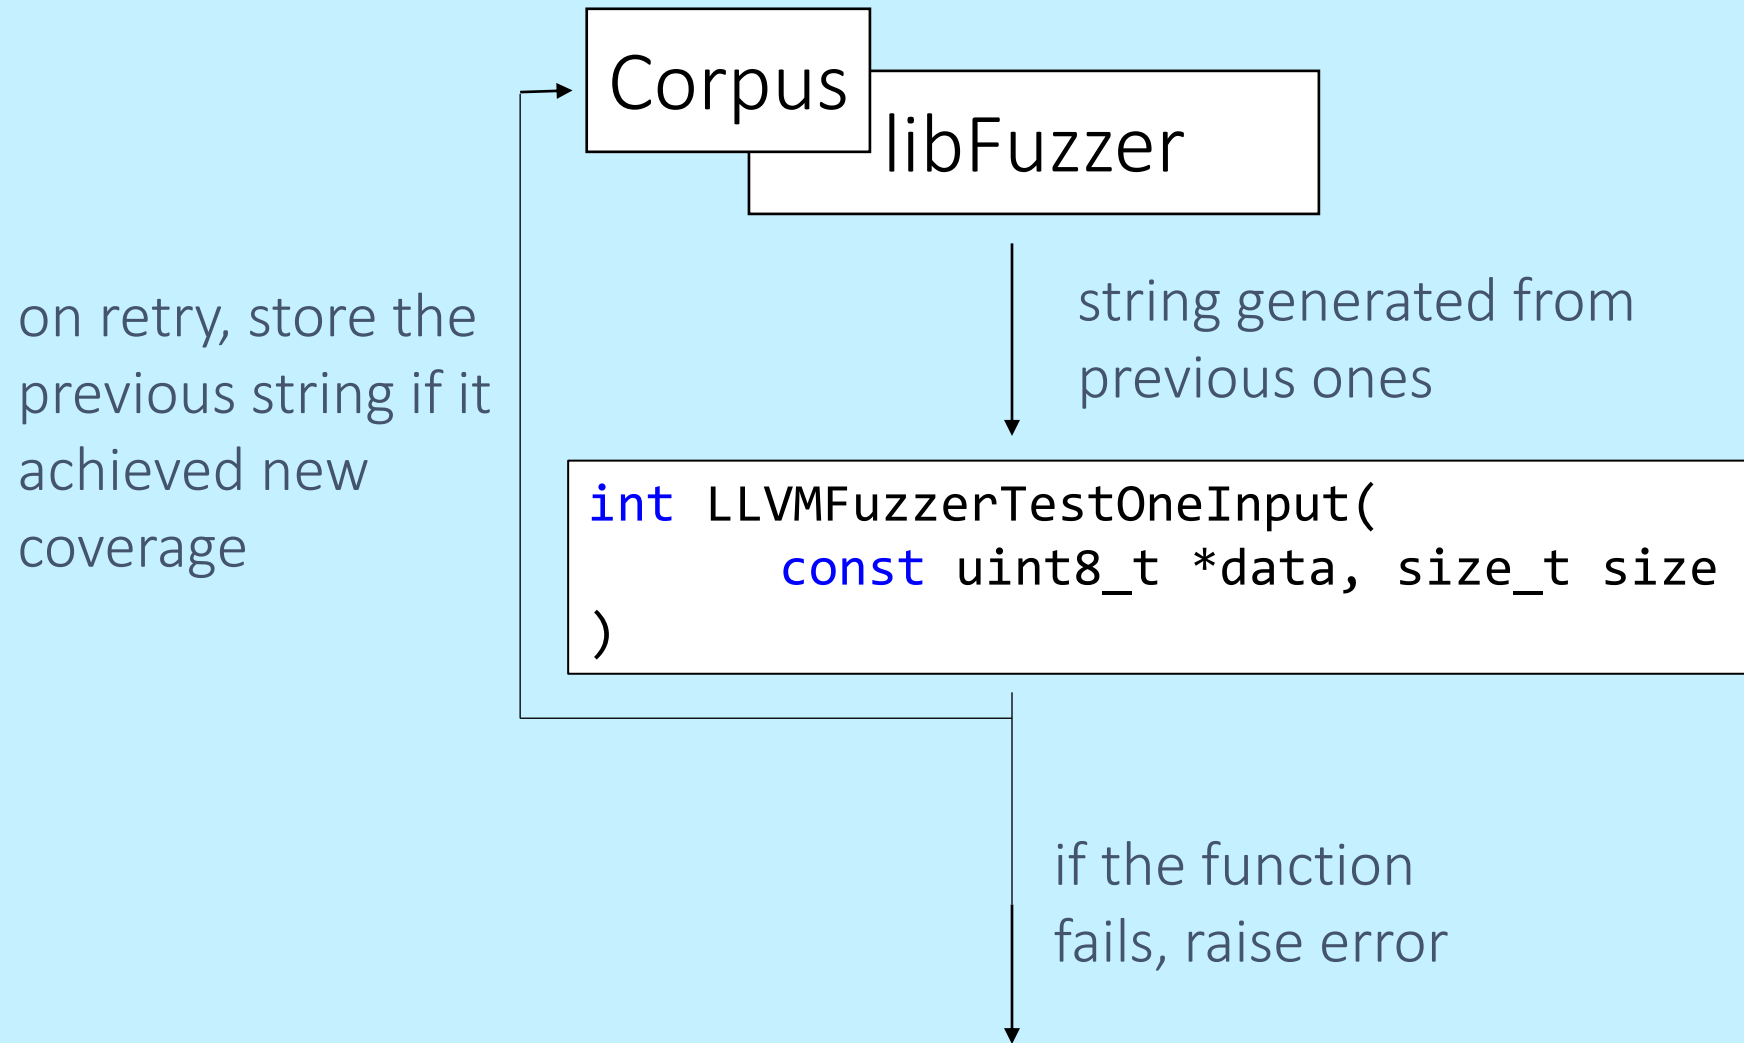 Corpus
libFuzzer
string generated from
previous ones
on retry, store the
previous string if it
achieved new
coverage
int LLVMFuzzerTestOneInput(
const uint8_t *data, size_t size
)
if the function
fails, raise error